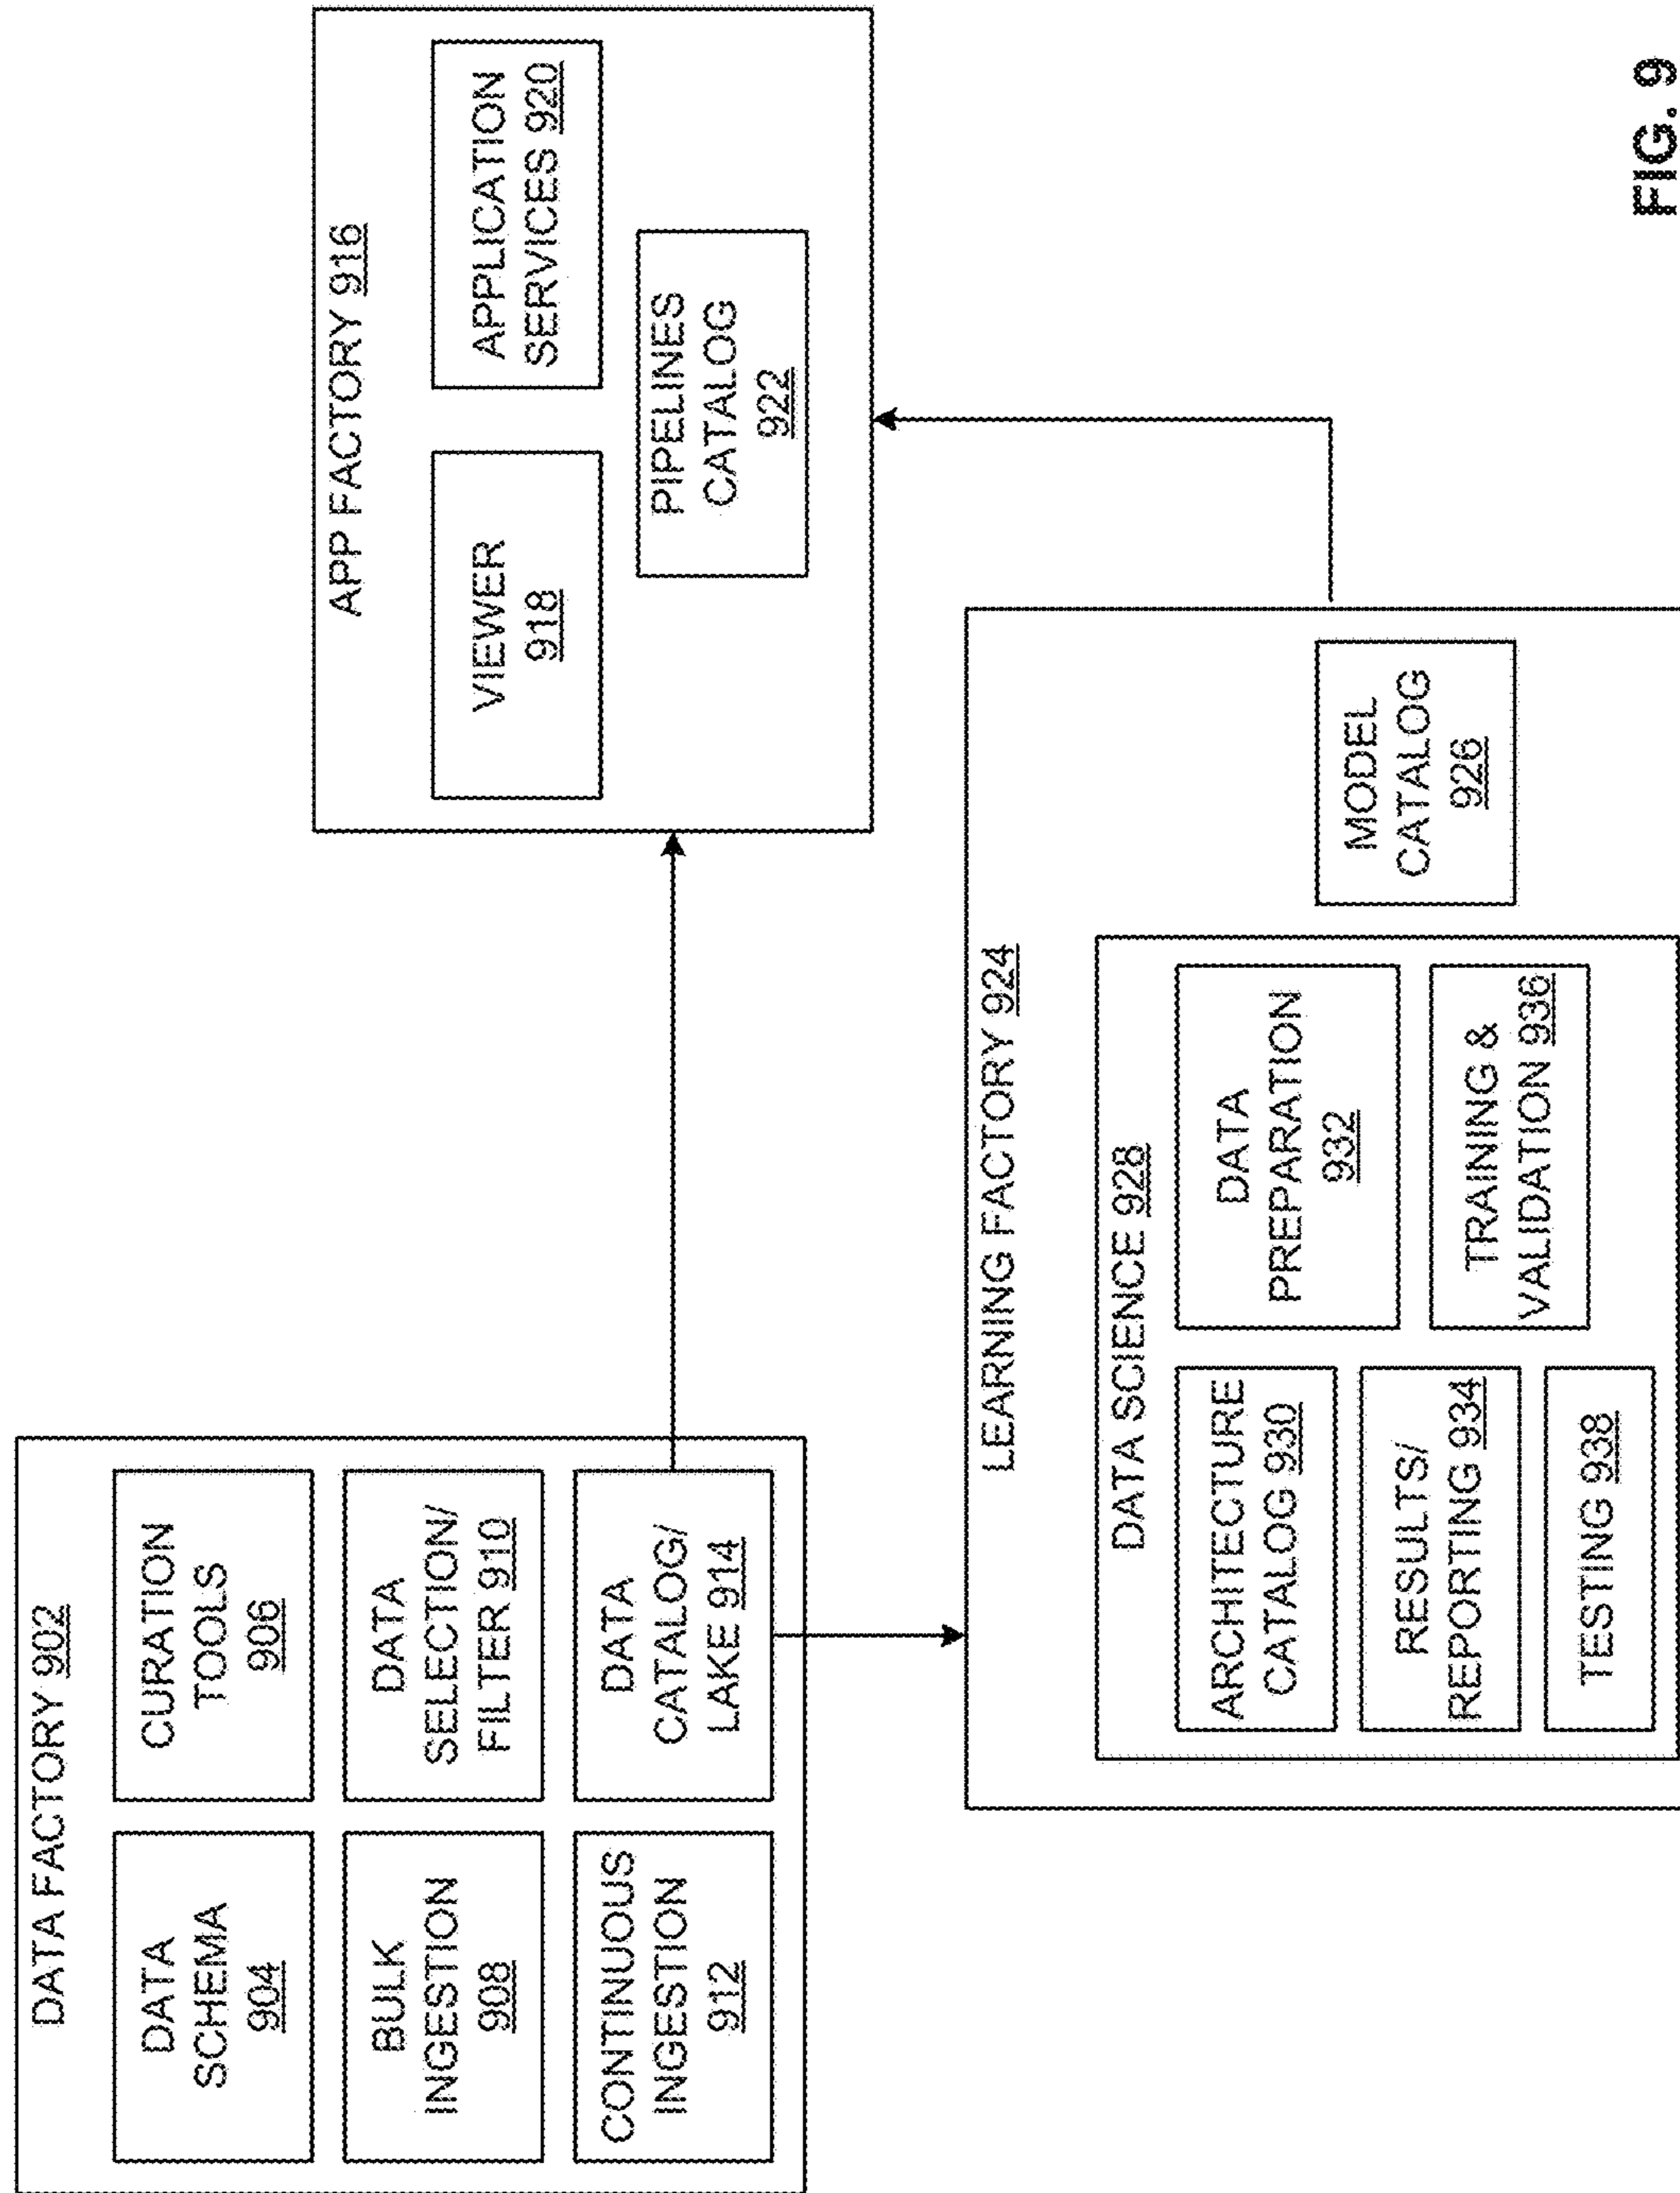 DATA FACTORY 902
DATA
SCHEMA
904
CURATION
TOOLS
906
BULK
INGESTION
908
DATA
SELECTION/
FILTER 910
CONTINUOUS
INGESTION
912
DATA
CATALOG/
LAKE 914
APP FACTORY 916
VIEWER
918
APPLICATION
SERVICES 920
PIPELINES
CATALOG
922
LEARNING FACTORY 924
DATA SCIENCE 928
ARCHITECTURE
CATALOG 930
DATA
PREPARATION
932
RESULTS/
REPORTING 934
TRAINING &
VALIDATION 936
TESTING 938
MODEL
CATALOG
926
FIG. 9